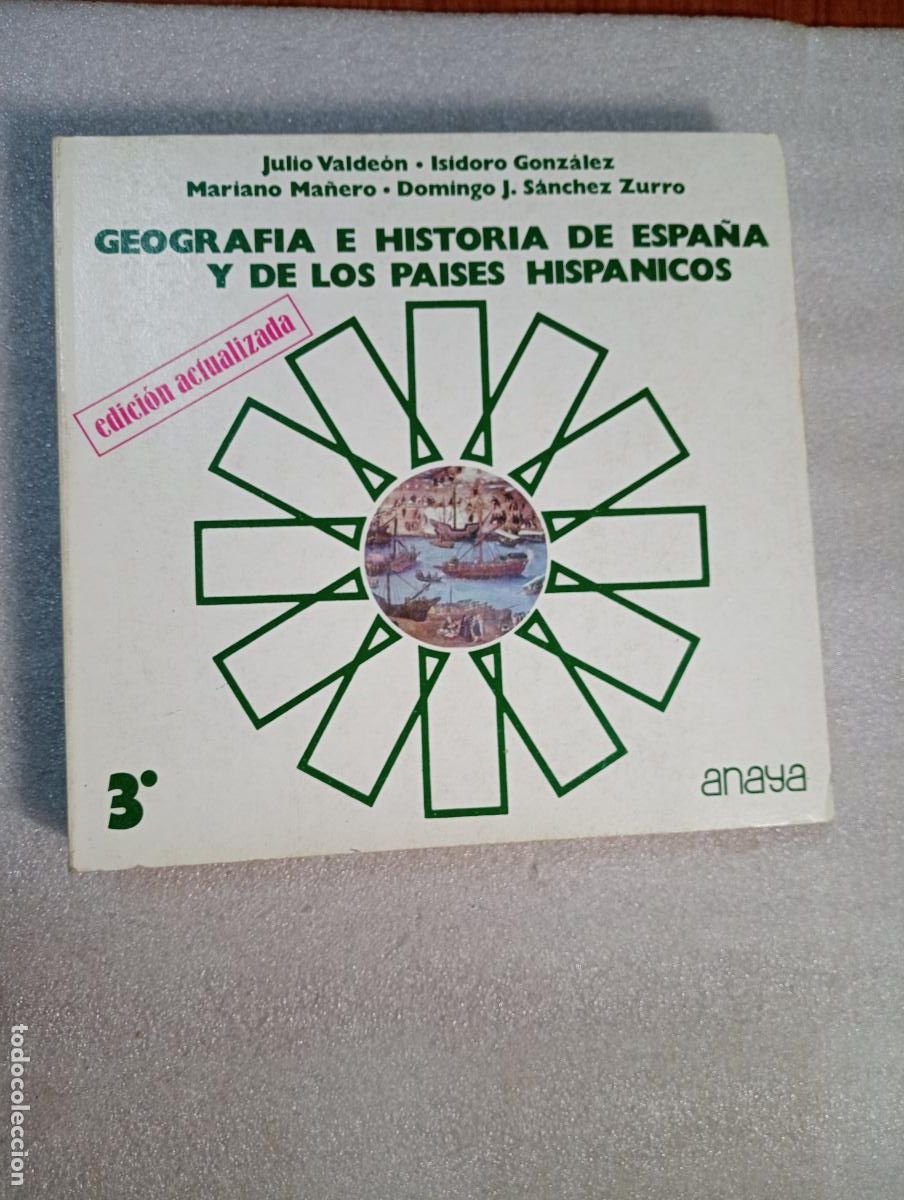 Julio Valdeón • Isidoro González
Mariano Mañero • Domingo J. Sánchez Zurro
GEOGRAFIA E HISTORIA DE ESPAÑA
Y DE LOS PAISES HISPANICOS
edición actualizada
3º
anaya
todocoleccion